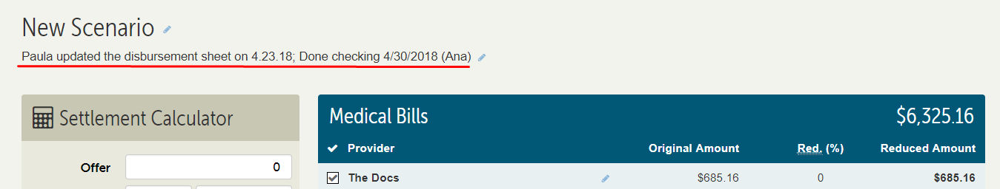 New Scenario
Paula updated the disbursement sheet on 4.23.18; Done checking 4/30/2018 (Ana)
Settlement Calculator
Offer 0
Medical Bills $6,325.16
Provider Original Amount Red. (%) Reduced Amount
The Docs $685.16 0 $685.16